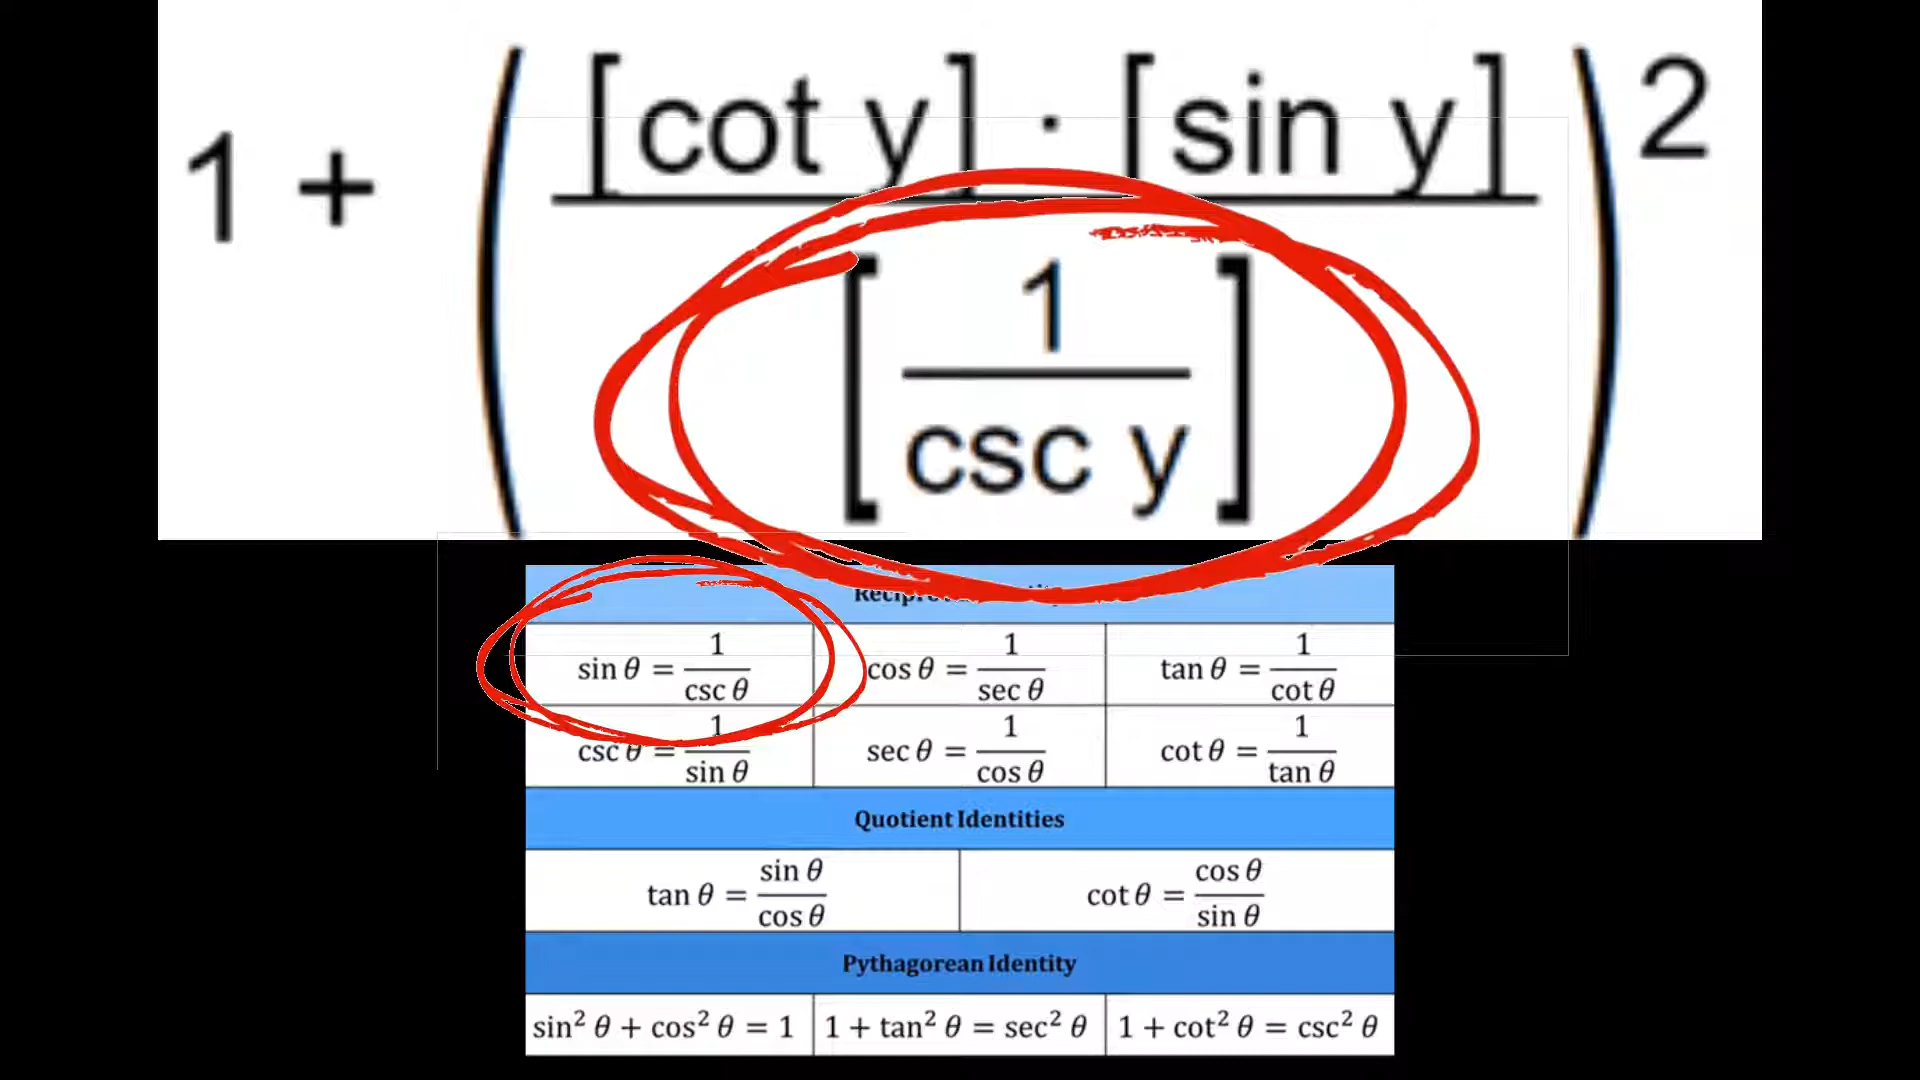 1 + ( [cot y] · [sin y] / [ 1 / csc y ] )²
sin θ = 1 / csc θ
cos θ = 1 / sec θ
tan θ = 1 / cot θ
csc θ = 1 / sin θ
sec θ = 1 / cos θ
cot θ = 1 / tan θ
Quotient Identities
tan θ = sin θ / cos θ
cot θ = cos θ / sin θ
Pythagorean Identity
sin² θ + cos² θ = 1
1 + tan² θ = sec² θ
1 + cot² θ = csc² θ